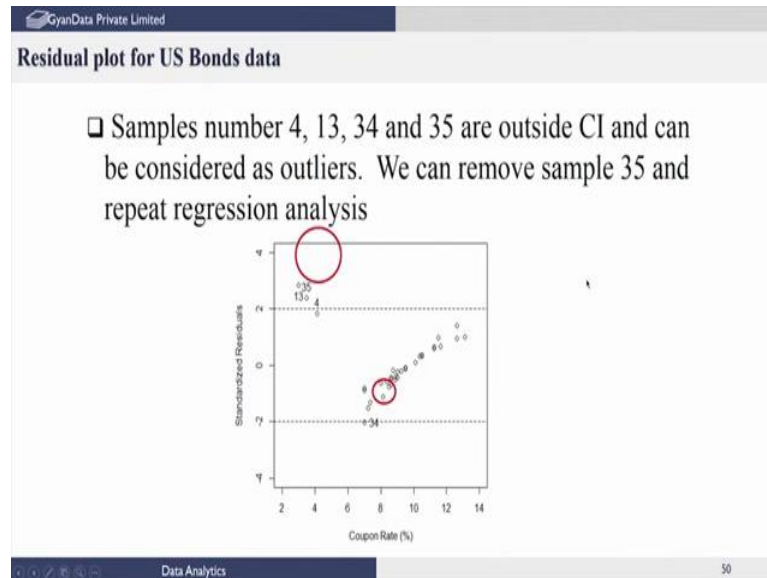 GyanData Private Limited
Residual plot for US Bonds data
❑ Samples number 4, 13, 34 and 35 are outside CI and can
be considered as outliers. We can remove sample 35 and
repeat regression analysis
4
2
0
-2
-4
Standardized Residuals
35
13
4
34
2 4 6 8 10 12 14
Coupon Rate (%)
Data Analytics
50